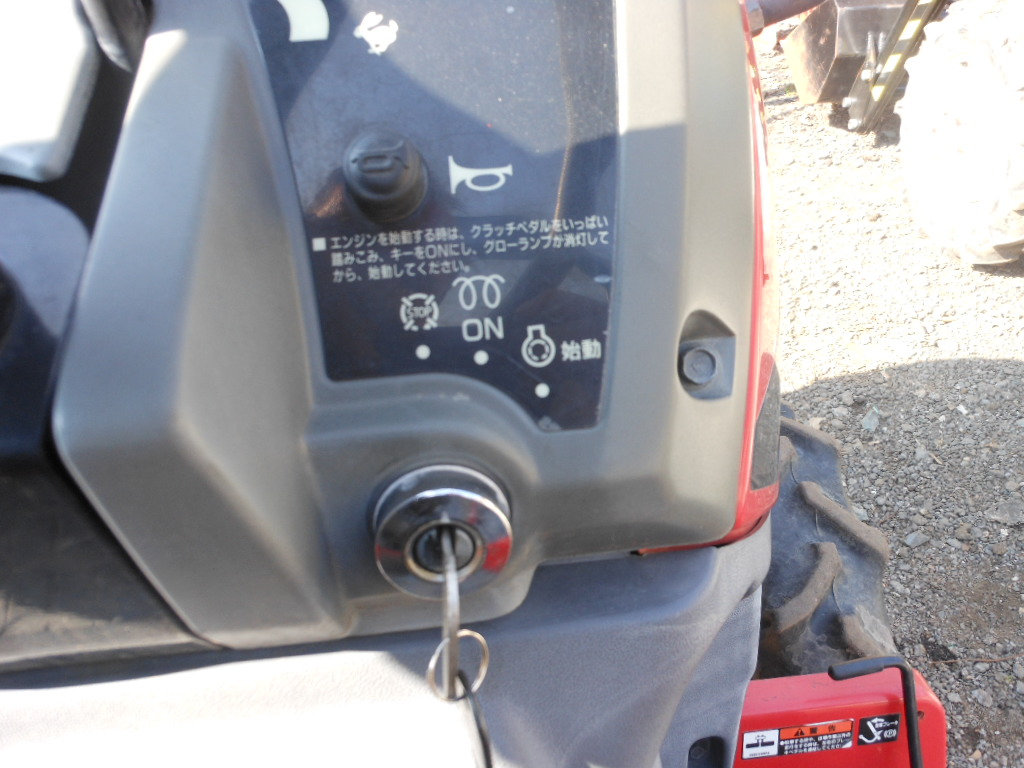 ■エンジンを始動する時は、クラッチペダルをいっぱい
踏みこみ、キーをONにし、グローランプが消灯して
から、始動してください。
STOP
ON
始動
警告